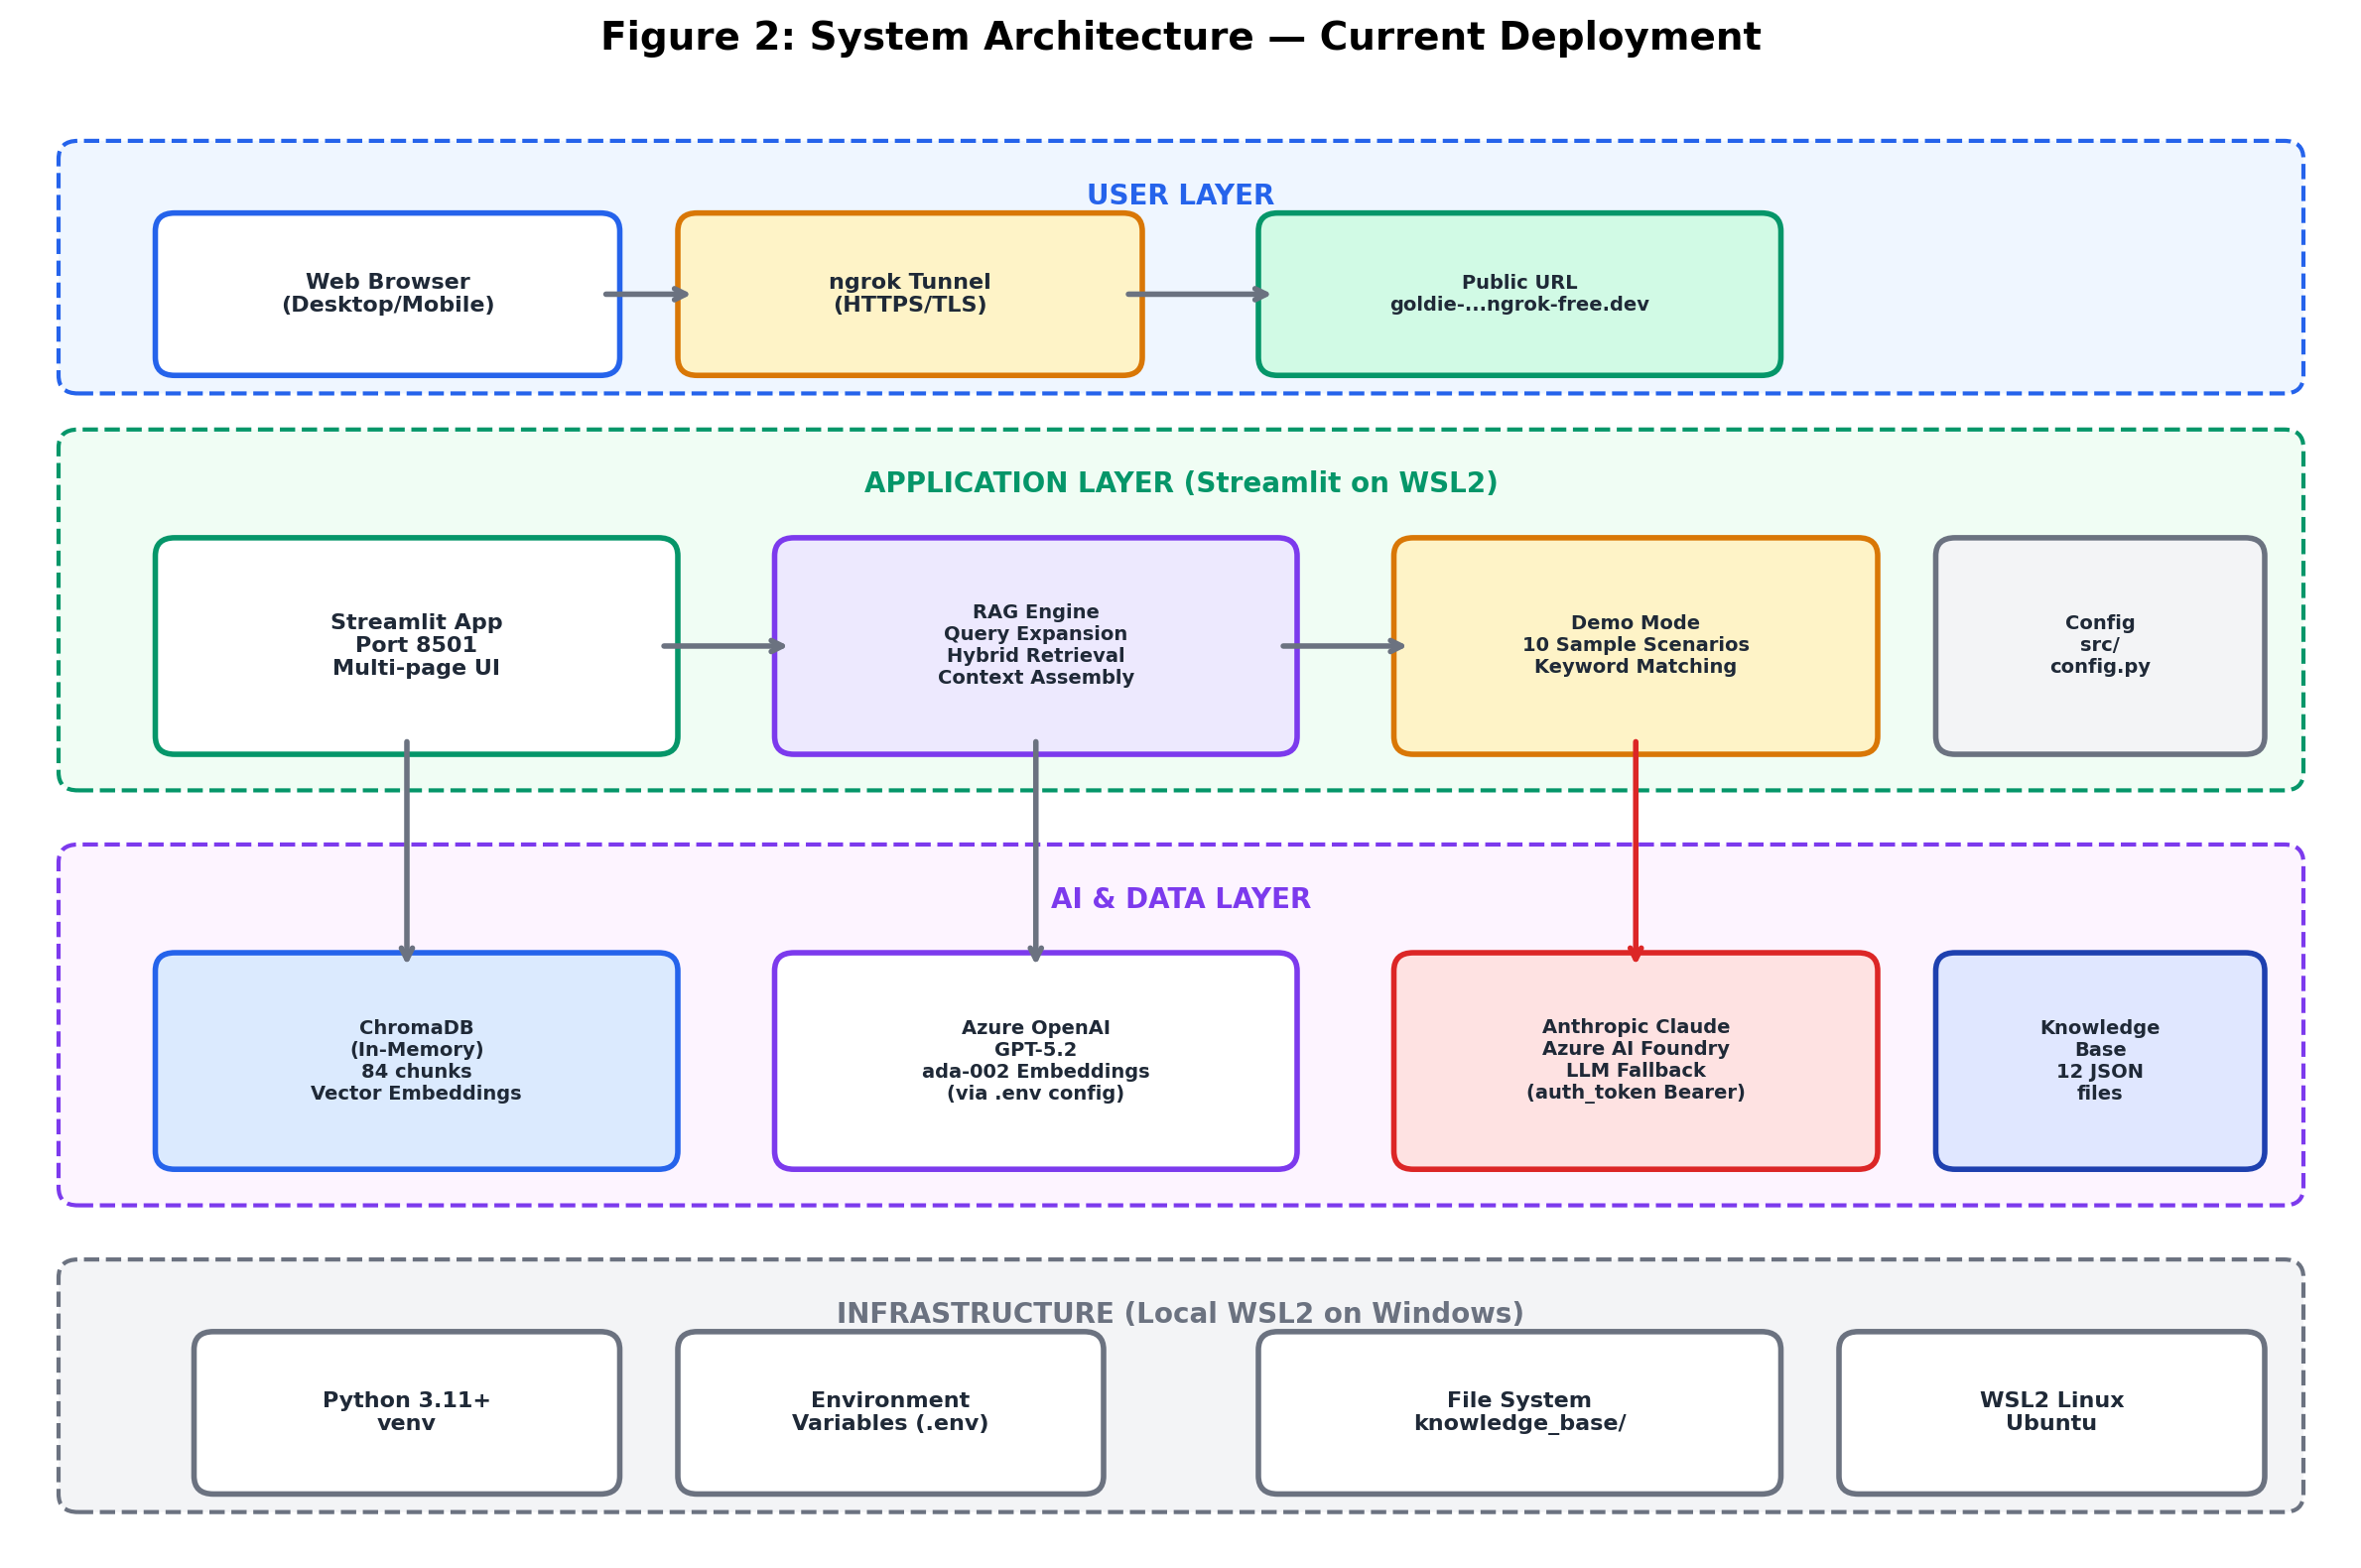 Figure 2: System Architecture — Current Deployment
USER LAYER
Web Browser
(Desktop/Mobile)
ngrok Tunnel
(HTTPS/TLS)
Public URL
goldie-...ngrok-free.dev
APPLICATION LAYER (Streamlit on WSL2)
Streamlit App
Port 8501
Multi-page UI
RAG Engine
Query Expansion
Hybrid Retrieval
Context Assembly
Demo Mode
10 Sample Scenarios
Keyword Matching
Config
src/
config.py
AI & DATA LAYER
ChromaDB
(In-Memory)
84 chunks
Vector Embeddings
Azure OpenAI
GPT-5.2
ada-002 Embeddings
(via .env config)
Anthropic Claude
Azure AI Foundry
LLM Fallback
(auth_token Bearer)
Knowledge
Base
12 JSON
files
INFRASTRUCTURE (Local WSL2 on Windows)
Python 3.11+
venv
Environment
Variables (.env)
File System
knowledge_base/
WSL2 Linux
Ubuntu